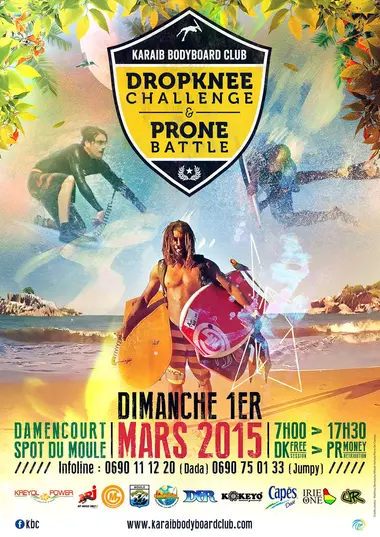 KARAIB BODYBOARD CLUB
DROPKNEE
CHALLENGE
&
PRONE
BATTLE
DIMANCHE 1ER
DAMENCOURT
SPOT DU MOULE
MARS 2015
7H00 > 17H30
DK FREE SESSION > PR MONEY RETRIBUTION
////// Infoline : 0690 11 12 20 (Dada) 0690 75 01 33 (Jumpy) //////
KREYOL POWER
NRJ
KOKEYO
Capès
IRIE ONE
Kbc
www.karaibbodyboardclub.com